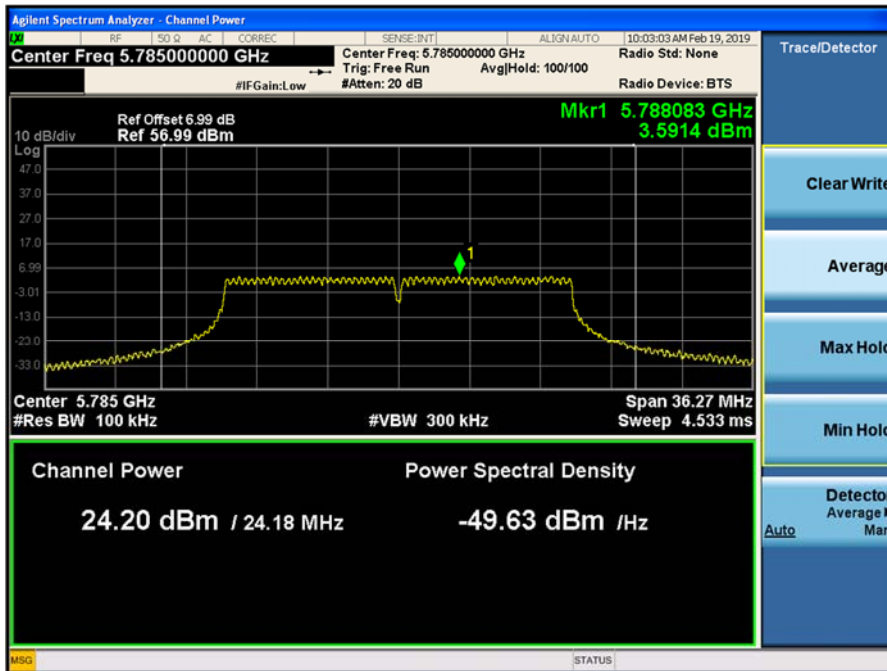 Agilent Spectrum Analyzer - Channel Power
LXI RF 50 Ω AC CORREC SENSE:INT ALIGN AUTO 10:03:03 AM Feb 19, 2019
Center Freq 5.785000000 GHz Center Freq: 5.785000000 GHz Radio Std: None
Trig: Free Run Avg|Hold: 100/100
#IFGain:Low #Atten: 20 dB Radio Device: BTS
Mkr1 5.788083 GHz
3.5914 dBm
Ref Offset 6.99 dB
10 dB/div Ref 56.99 dBm
Log
47.0
37.0
27.0
17.0
6.99
-3.01
-13.0
-23.0
-33.0
1
Center 5.785 GHz Span 36.27 MHz
#Res BW 100 kHz #VBW 300 kHz Sweep 4.533 ms
Channel Power Power Spectral Density
24.20 dBm / 24.18 MHz -49.63 dBm /Hz
MSG STATUS
Trace/Detector
Clear Write
Average
Max Hold
Min Hold
Detector
Average
Auto Man